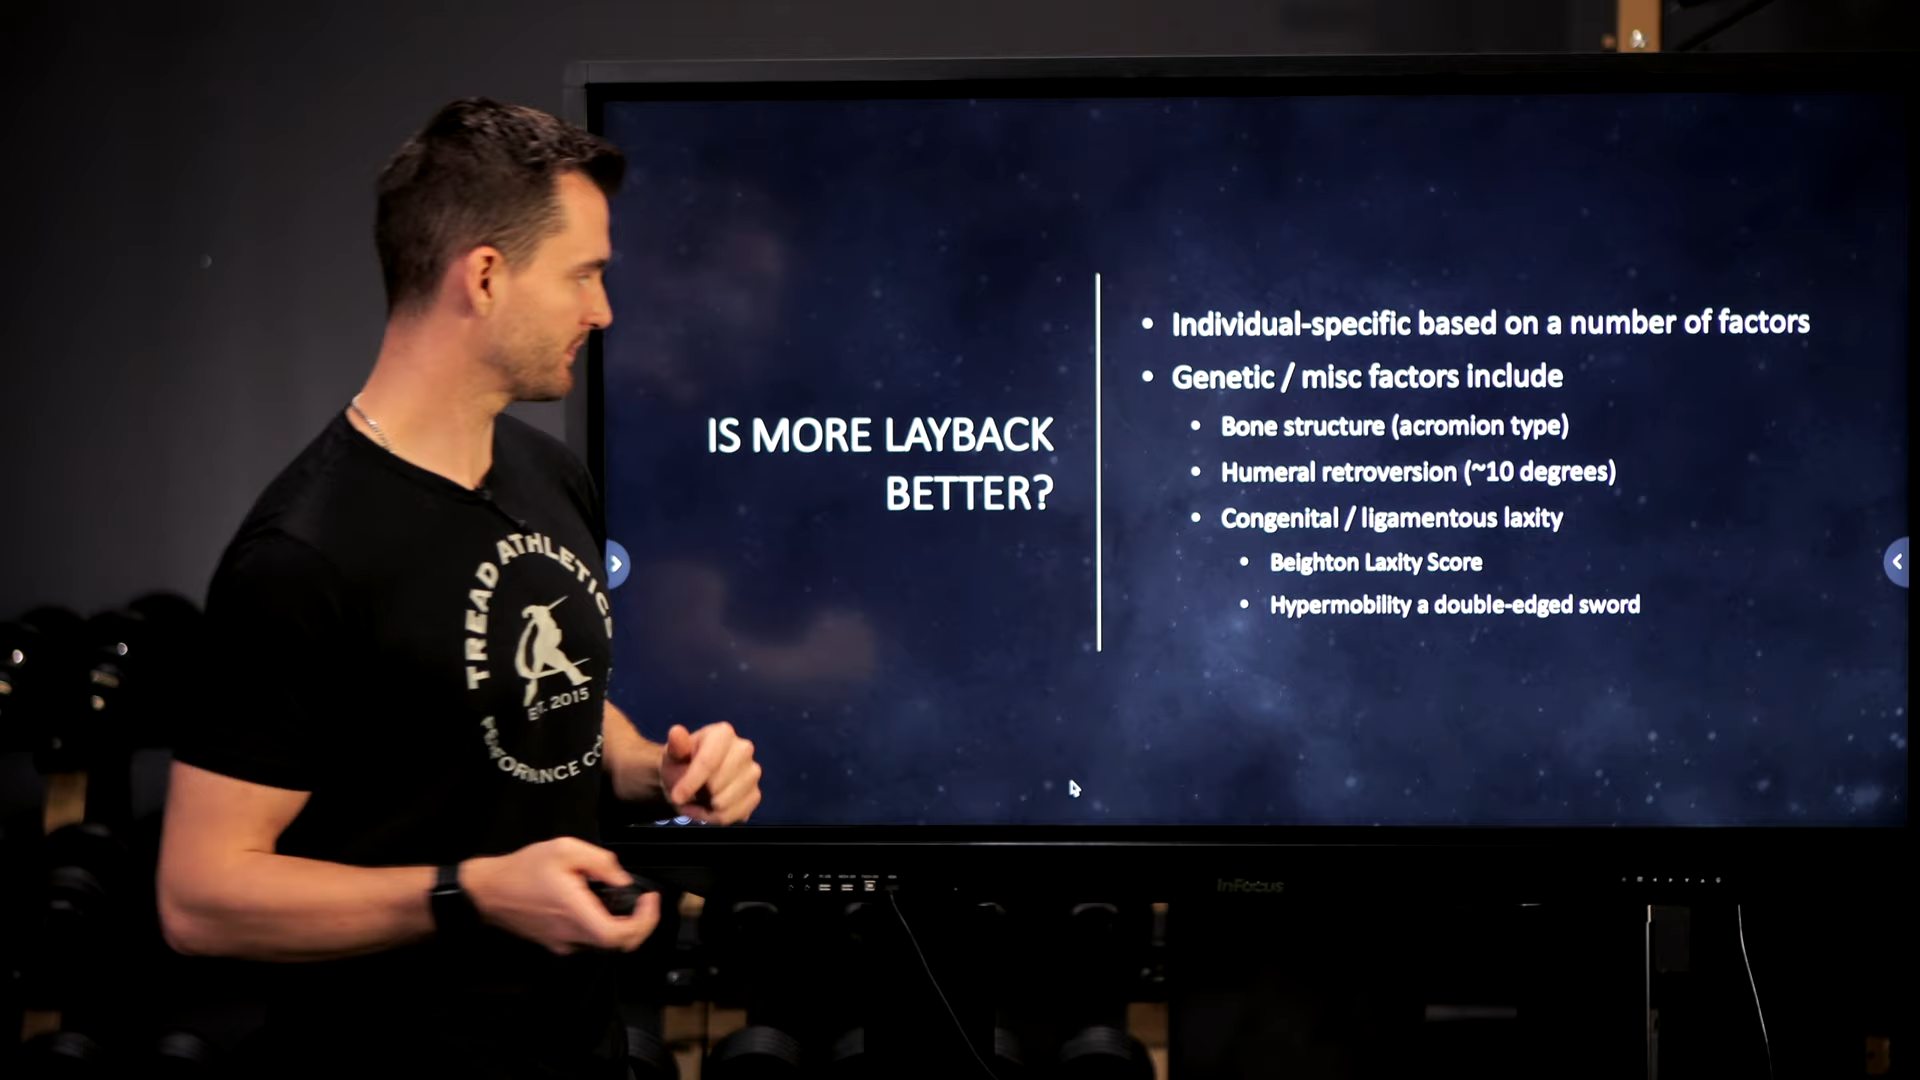 IS MORE LAYBACK
BETTER?
• Individual-specific based on a number of factors
• Genetic / misc factors include
• Bone structure (acromion type)
• Humeral retroversion (~10 degrees)
• Congenital / ligamentous laxity
• Beighton Laxity Score
• Hypermobility a double-edged sword
TREAD ATHLETICS
EST. 2015
InFocus